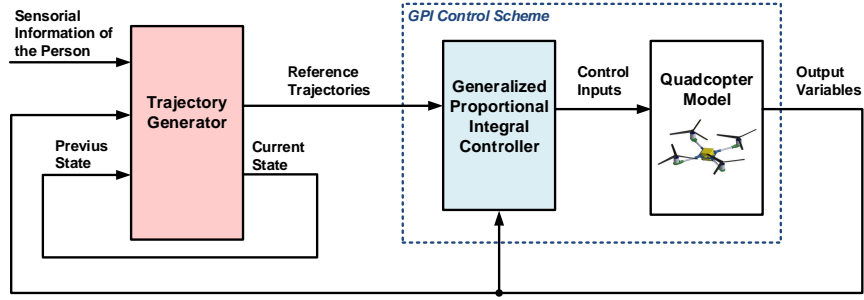 Sensorial
Information of
the Person
GPI Control Scheme
Trajectory
Generator
Reference
Trajectories
Generalized
Proportional
Integral
Controller
Control
Inputs
Quadcopter
Model
Output
Variables
Previus
State
Current
State